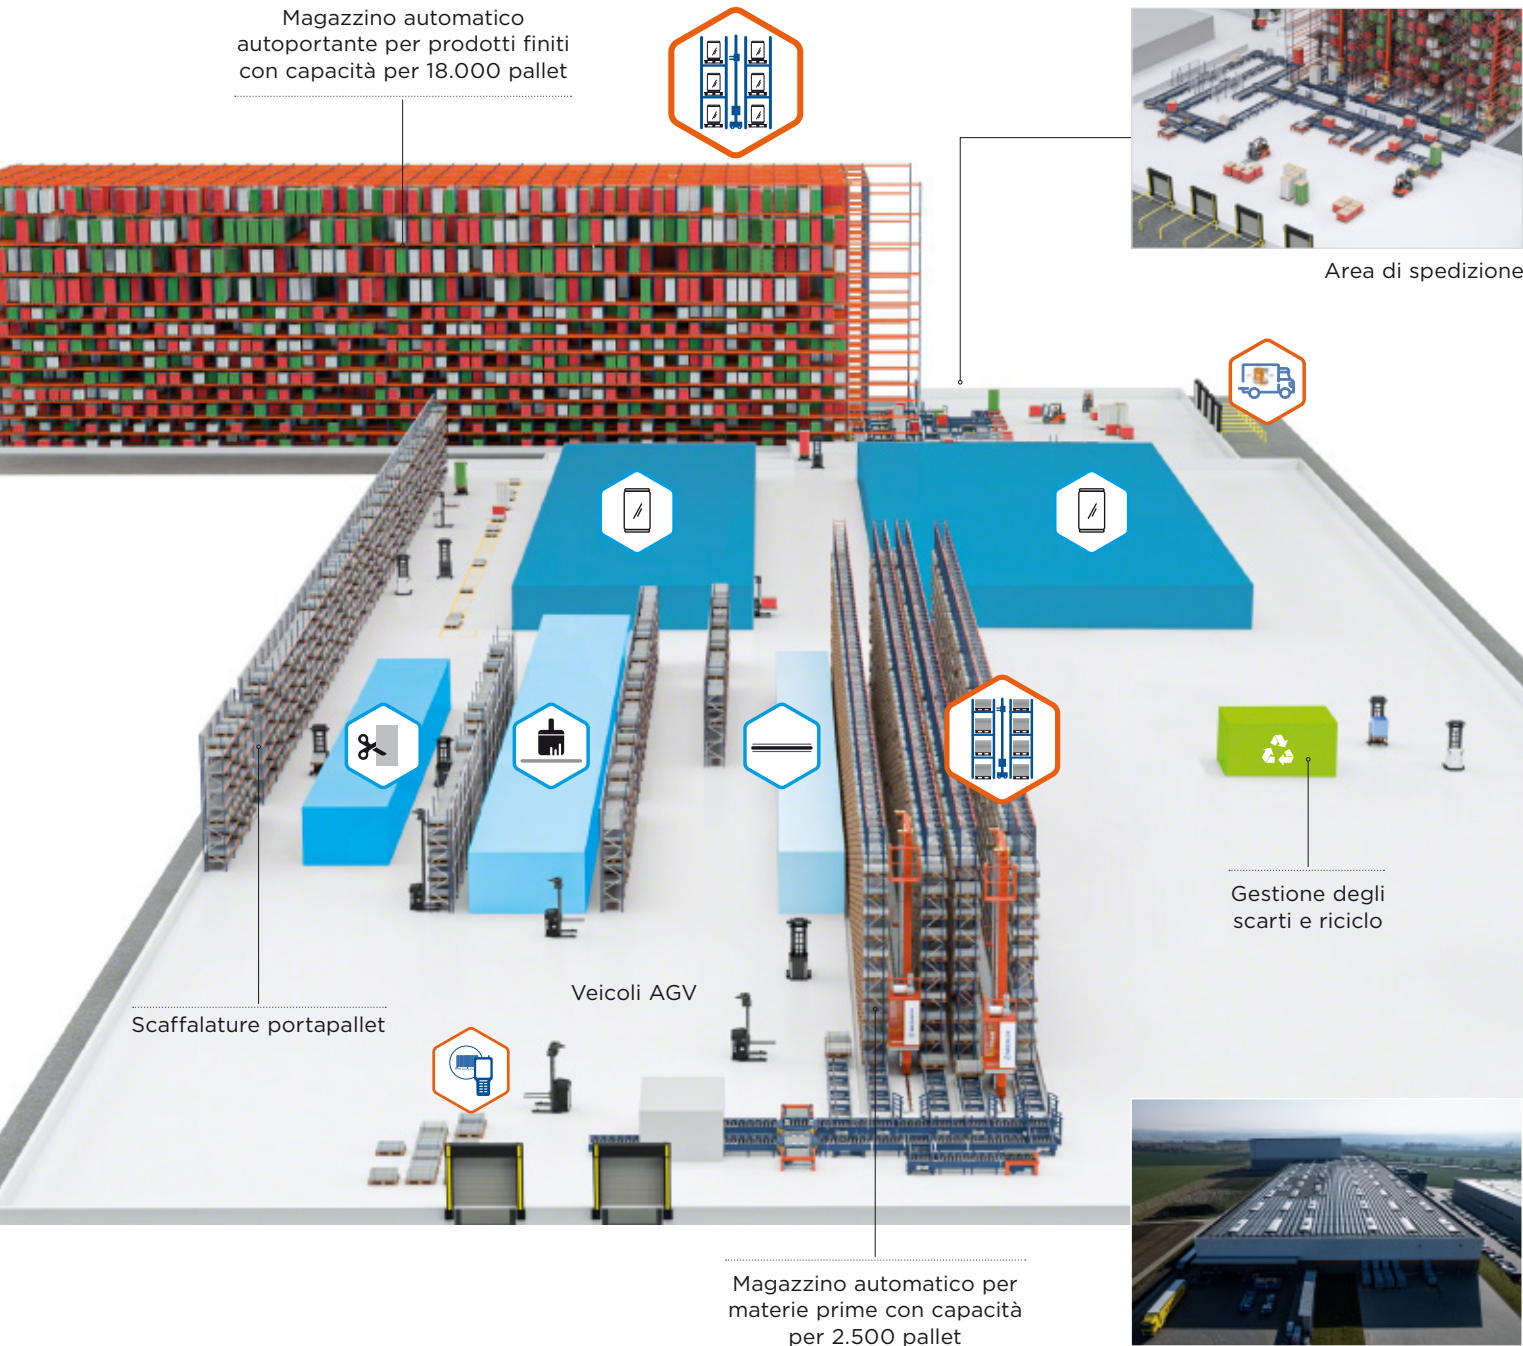 Magazzino automatico
autoportante per prodotti finiti
con capacità per 18.000 pallet
Area di spedizione
Gestione degli
scarti e riciclo
Veicoli AGV
Scaffalature portapallet
Magazzino automatico per
materie prime con capacità
per 2.500 pallet